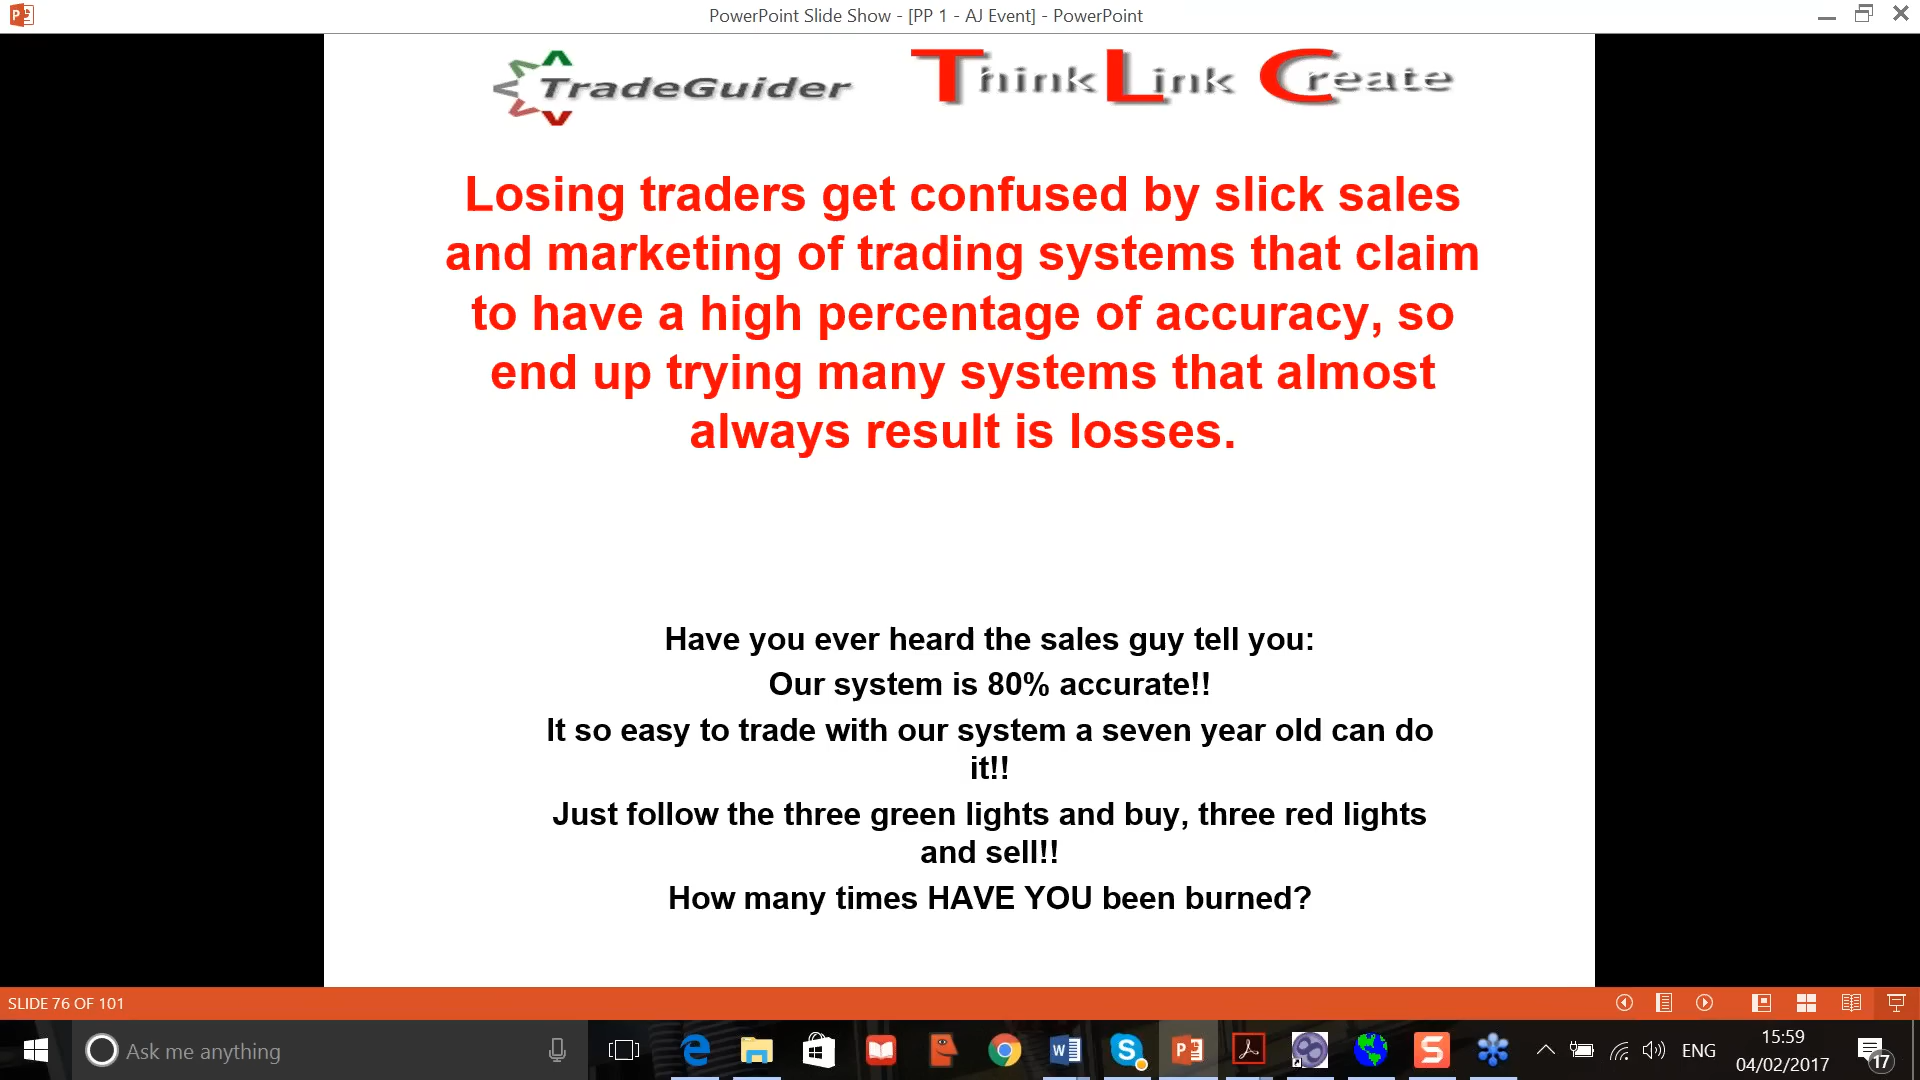 PowerPoint Slide Show - [PP 1 - AJ Event] - PowerPoint
TradeGuider
Think Link Create
Losing traders get confused by slick sales
and marketing of trading systems that claim
to have a high percentage of accuracy, so
end up trying many systems that almost
always result is losses.
Have you ever heard the sales guy tell you:
Our system is 80% accurate!!
It so easy to trade with our system a seven year old can do
it!!
Just follow the three green lights and buy, three red lights
and sell!!
How many times HAVE YOU been burned?
SLIDE 76 OF 101
Ask me anything
ENG
15:59
04/02/2017
17